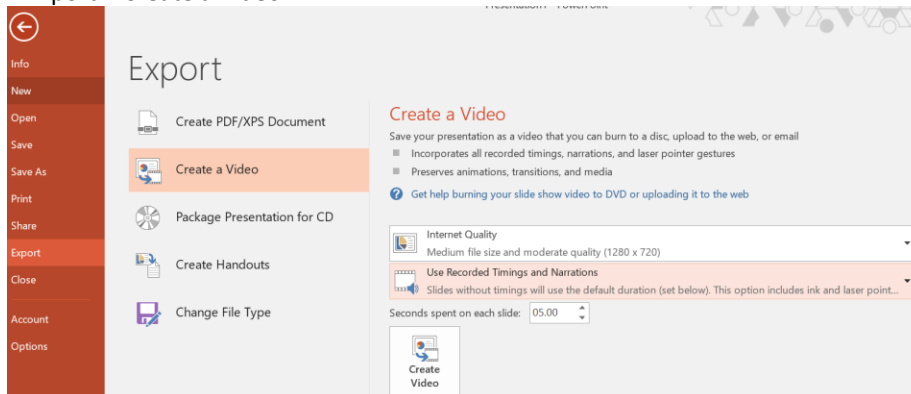 Info
New
Open
Save
Save As
Print
Share
Export
Close
Account
Options
Export
Create PDF/XPS Document
Create a Video
Package Presentation for CD
Create Handouts
Change File Type
Create a Video
Save your presentation as a video that you can burn to a disc, upload to the web, or email
Incorporates all recorded timings, narrations, and laser pointer gestures
Preserves animations, transitions, and media
Get help burning your slide show video to DVD or uploading it to the web
Internet Quality
Medium file size and moderate quality (1280 x 720)
Use Recorded Timings and Narrations
Slides without timings will use the default duration (set below). This option includes ink and laser point...
Seconds spent on each slide: 05.00
Create
Video